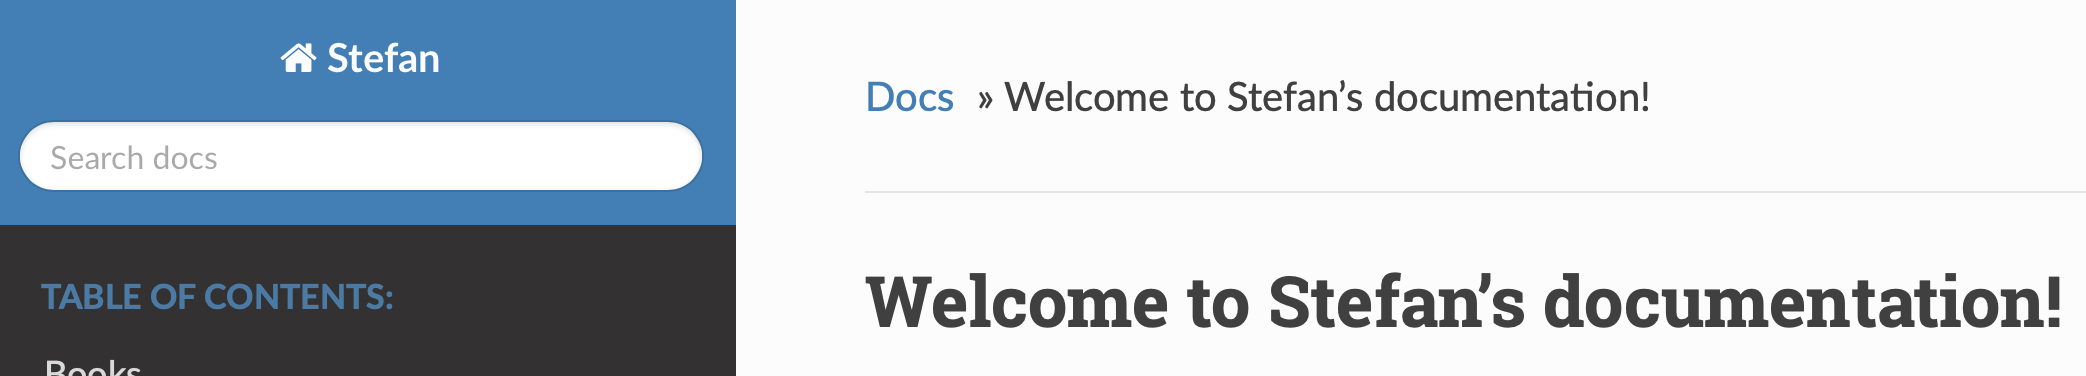 Stefan
Search docs
TABLE OF CONTENTS:
Books
Docs » Welcome to Stefan’s documentation!
Welcome to Stefan’s documentation!